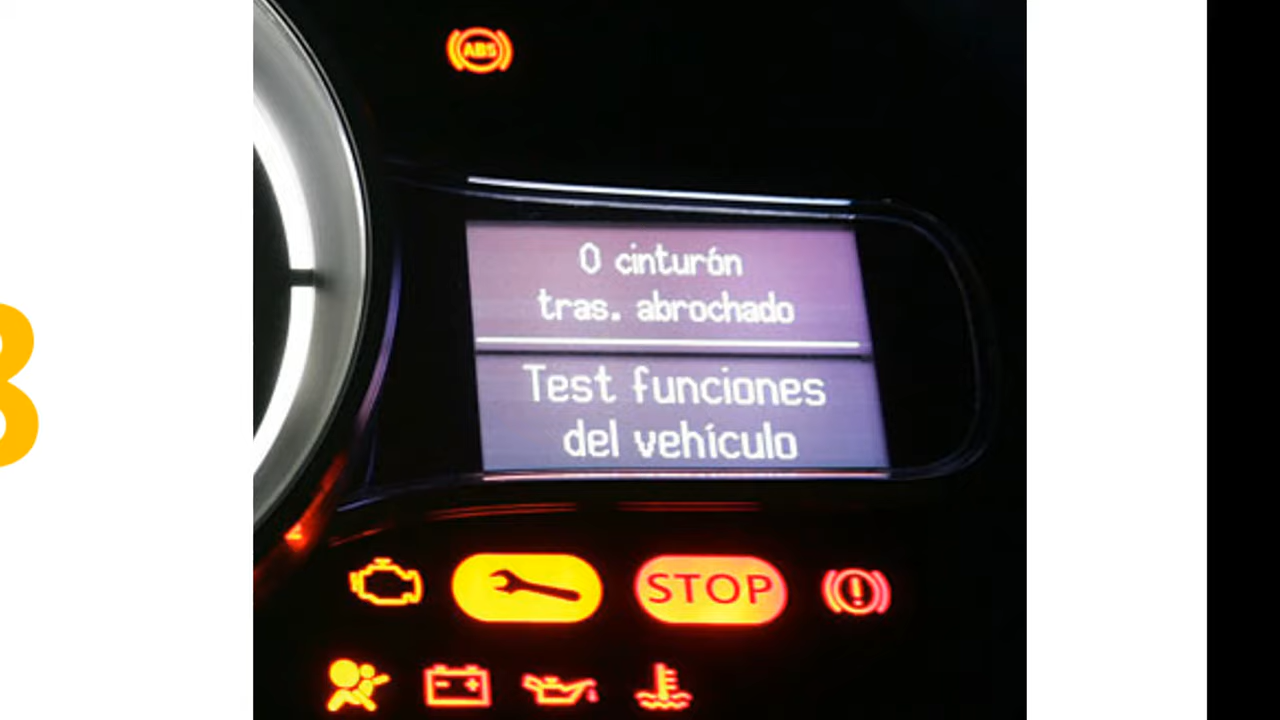 ABS
0 cinturón
tras. abrochado
Test funciones
del vehículo
STOP